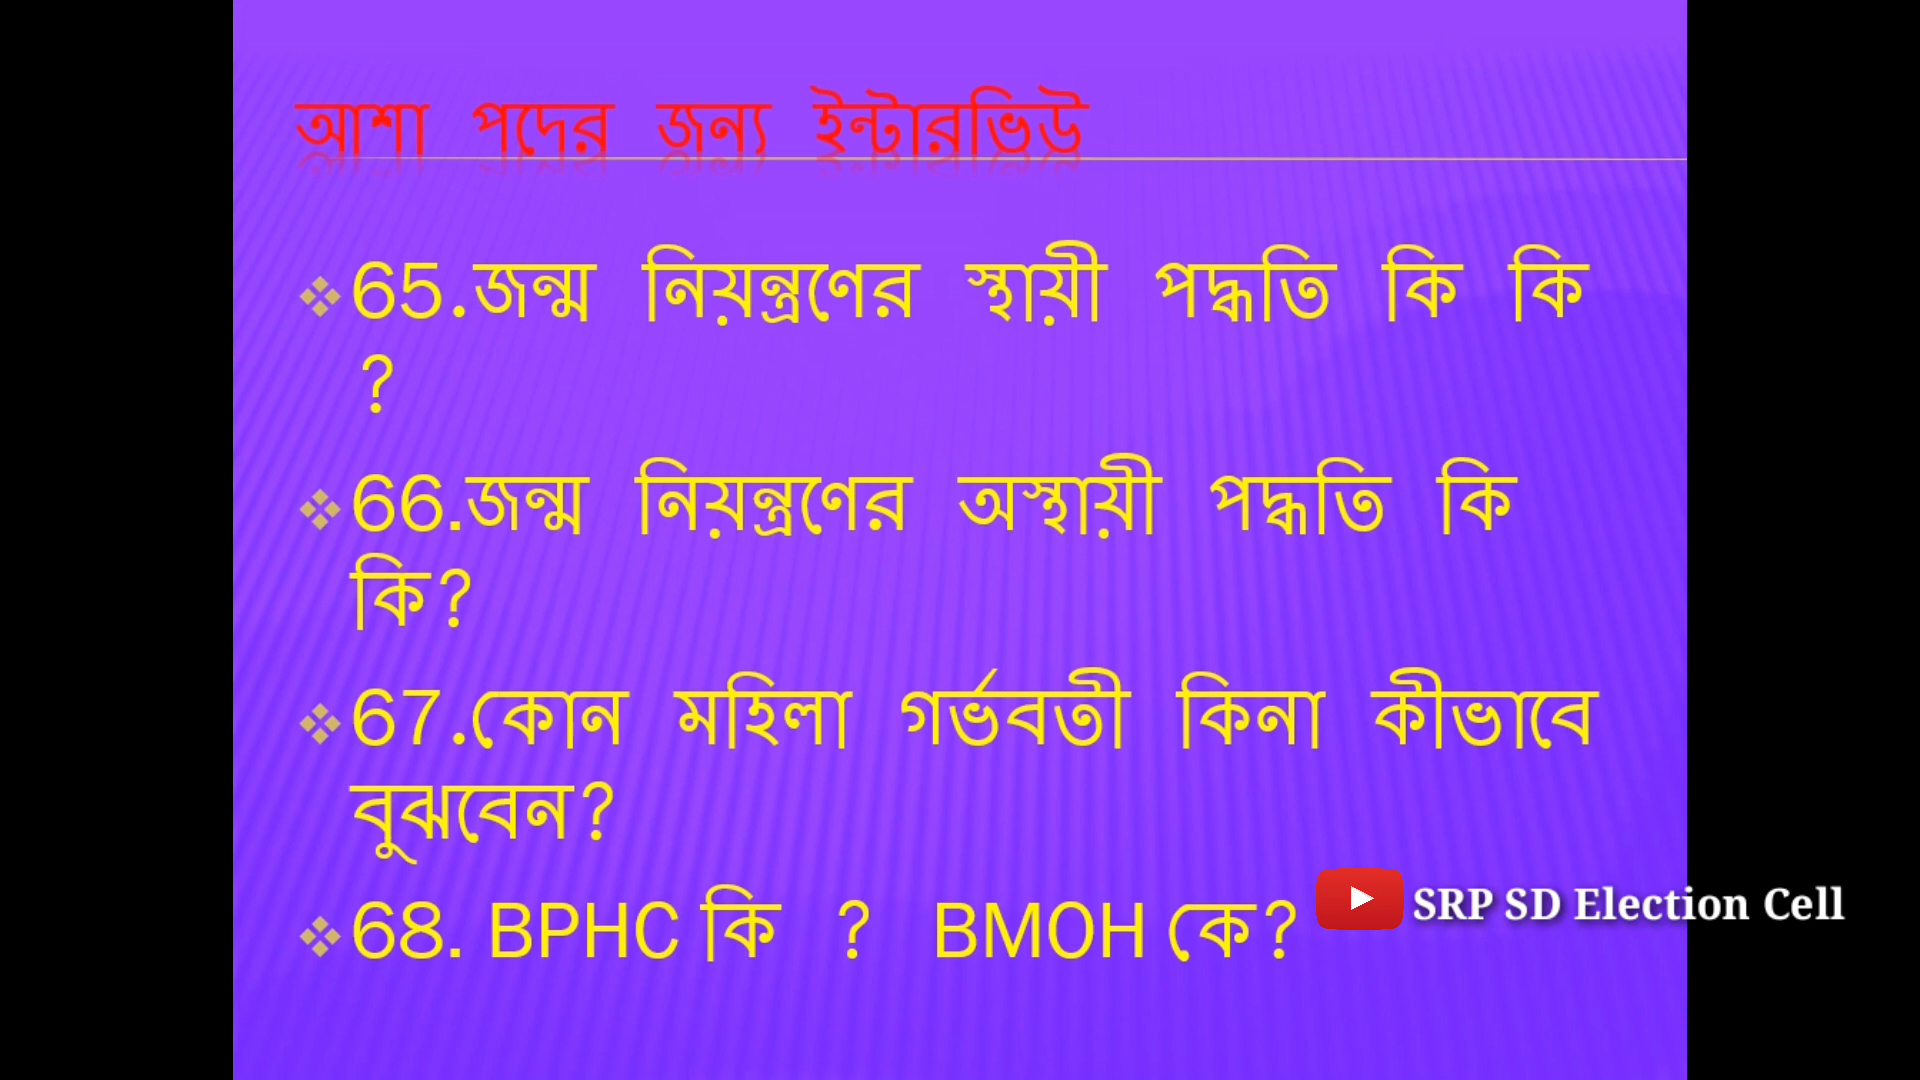 আশা পদের জন্য ইন্টারভিউ
65.জন্ম নিয়ন্ত্রণের স্থায়ী পদ্ধতি কি কি
?
66.জন্ম নিয়ন্ত্রণের অস্থায়ী পদ্ধতি কি
কি?
67.কোন মহিলা গর্ভবতী কিনা কীভাবে
বুঝবেন?
68. BPHC কি ? BMOH কে?
SRP SD Election Cell